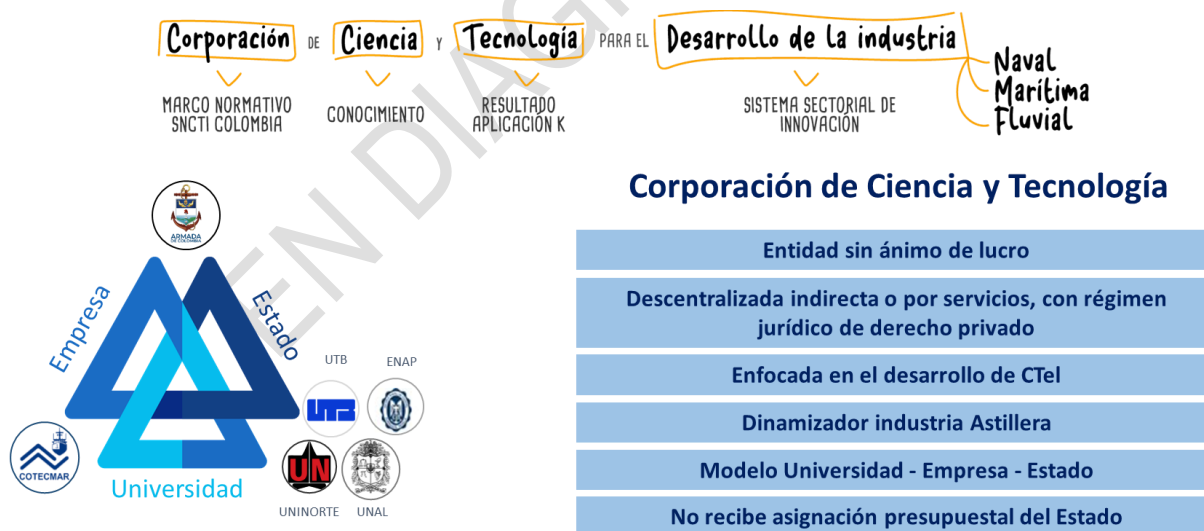 Corporación DE Ciencia Y Tecnología PARA EL Desarrollo de la industria
Naval
Marítima
Fluvial
MARCO NORMATIVO
SNCTI COLOMBIA
CONOCIMIENTO
RESULTADO
APLICACIÓN K
SISTEMA SECTORIAL DE
INNOVACIÓN
EN DIAG
ARMADA
DE COLOMBIA
Empresa
Estado
Universidad
COTECMAR
UTB
ENAP
UTB
UN
UNINORTE
UNAL
Corporación de Ciencia y Tecnología
Entidad sin ánimo de lucro
Descentralizada indirecta o por servicios, con régimen
jurídico de derecho privado
Enfocada en el desarrollo de CTeI
Dinamizador industria Astillera
Modelo Universidad - Empresa - Estado
No recibe asignación presupuestal del Estado